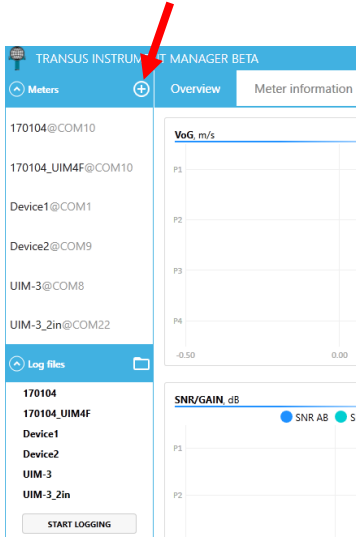 TRANSUS INSTRUMENT MANAGER BETA
Meters
Overview
Meter information
170104@COM10
170104_UIM4F@COM10
Device1@COM1
Device2@COM9
UIM-3@COM8
UIM-3_2in@COM22
Log files
170104
170104_UIM4F
Device1
Device2
UIM-3
UIM-3_2in
START LOGGING
VoG, m/s
P1
P2
P3
P4
-0.50
0.00
SNR/GAIN, dB
SNR AB
S
P1
P2